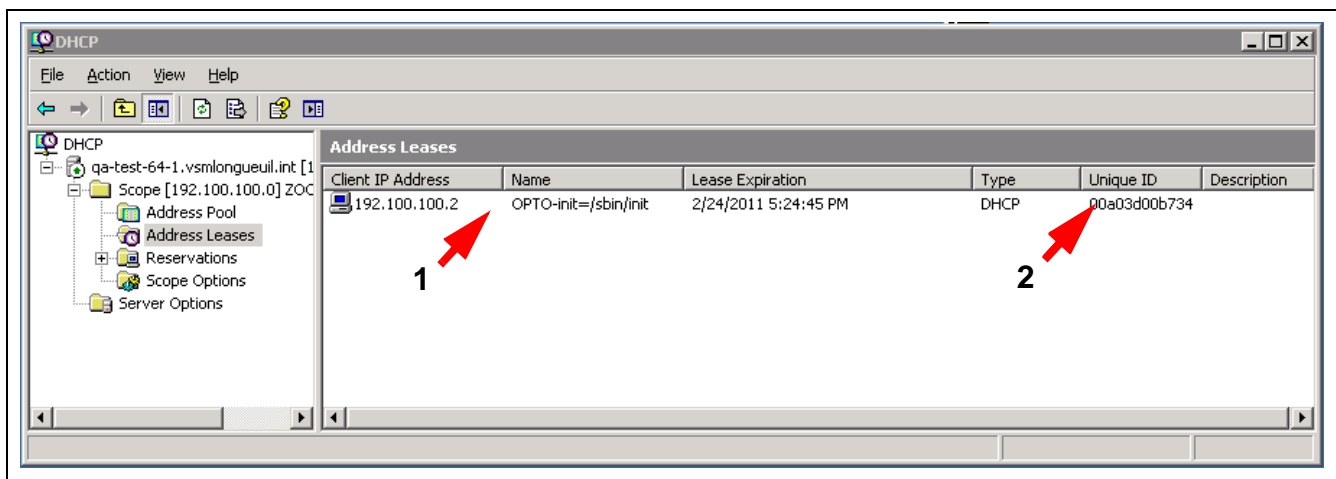 DHCP
File Action View Help
DHCP
qa-test-64-1.vsmlongueuil.int [1
Scope [192.100.100.0] ZOC
Address Pool
Address Leases
Reservations
Scope Options
Server Options
Address Leases
Client IP Address Name Lease Expiration Type Unique ID Description
192.100.100.2 OPTO-init=/sbin/init 2/24/2011 5:24:45 PM DHCP 00a03d00b734
1 2